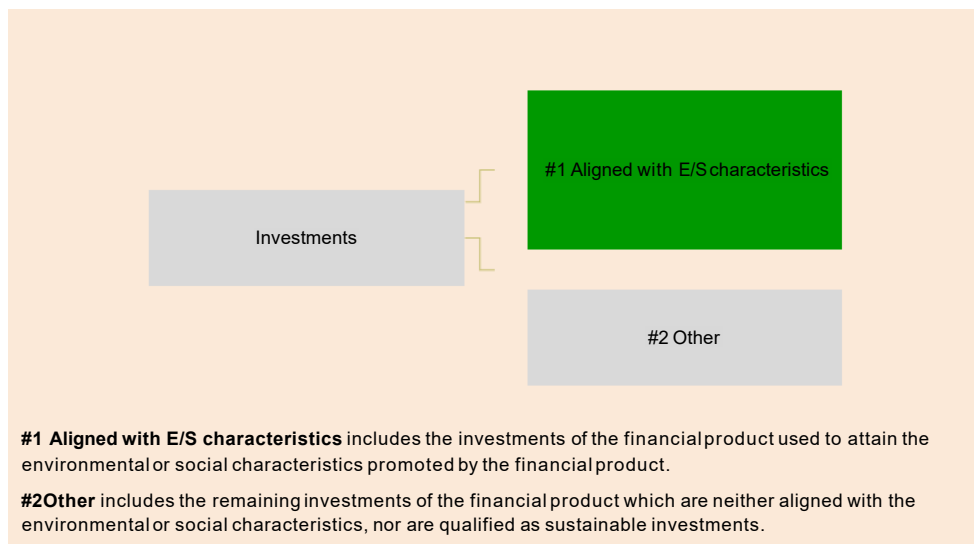 #1 Aligned with E/S characteristics
Investments
#2 Other
#1 Aligned with E/S characteristics includes the investments of the financial product used to attain the
environmental or social characteristics promoted by the financial product.
#2Other includes the remaining investments of the financial product which are neither aligned with the
environmental or social characteristics, nor are qualified as sustainable investments.